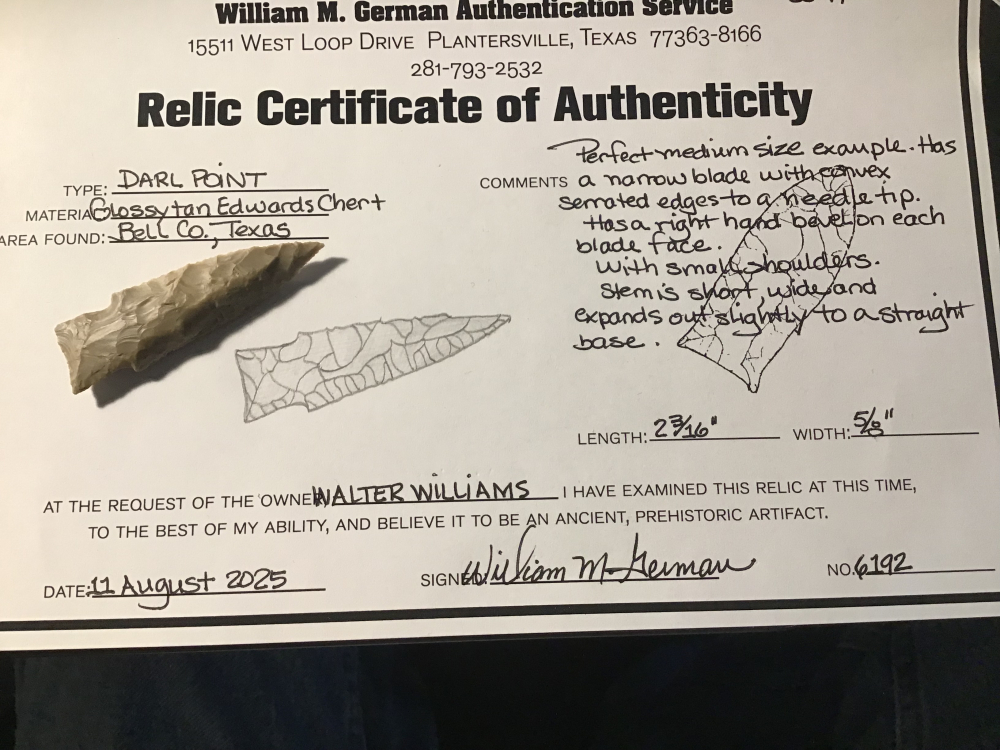 William M. German Authentication Service
15511 West Loop Drive Plantersville, Texas 77363-8166
281-793-2532
Relic Certificate of Authenticity
TYPE: DARL POINT
MATERIA Glossy tan Edwards Chert
AREA FOUND: Bell Co., Texas
COMMENTS Perfect medium size example. Has
a narrow blade with convex
serrated edges to a needle tip.
Has a right hand bevel on each
blade face.
With small shoulders.
Stem is short, wide and
expands out slightly to a straight
base.
LENGTH: 2 3/16" WIDTH: 5/8"
AT THE REQUEST OF THE OWNER WALTER WILLIAMS I HAVE EXAMINED THIS RELIC AT THIS TIME,
TO THE BEST OF MY ABILITY, AND BELIEVE IT TO BE AN ANCIENT, PREHISTORIC ARTIFACT.
DATE: 11 August 2025 SIGNED: William M. German NO. 6192